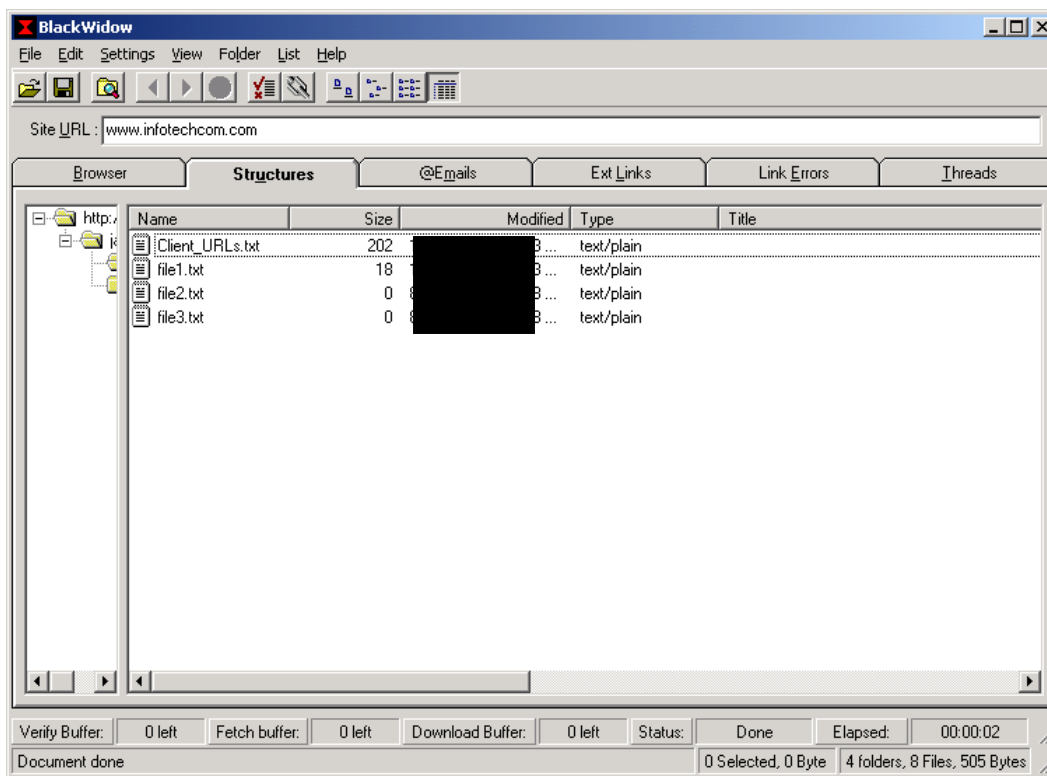 BlackWidow
File Edit Settings View Folder List Help
Site URL : www.infotechcom.com
Browser Structures @Emails Ext Links Link Errors Threads
http:/
Name Size Modified Type Title
Client_URLs.txt 202 ... text/plain
file1.txt 18 ... text/plain
file2.txt 0 ... text/plain
file3.txt 0 ... text/plain
Verify Buffer: 0 left Fetch buffer: 0 left Download Buffer: 0 left Status: Done Elapsed: 00:00:02
Document done 0 Selected, 0 Byte 4 folders, 8 Files, 505 Bytes